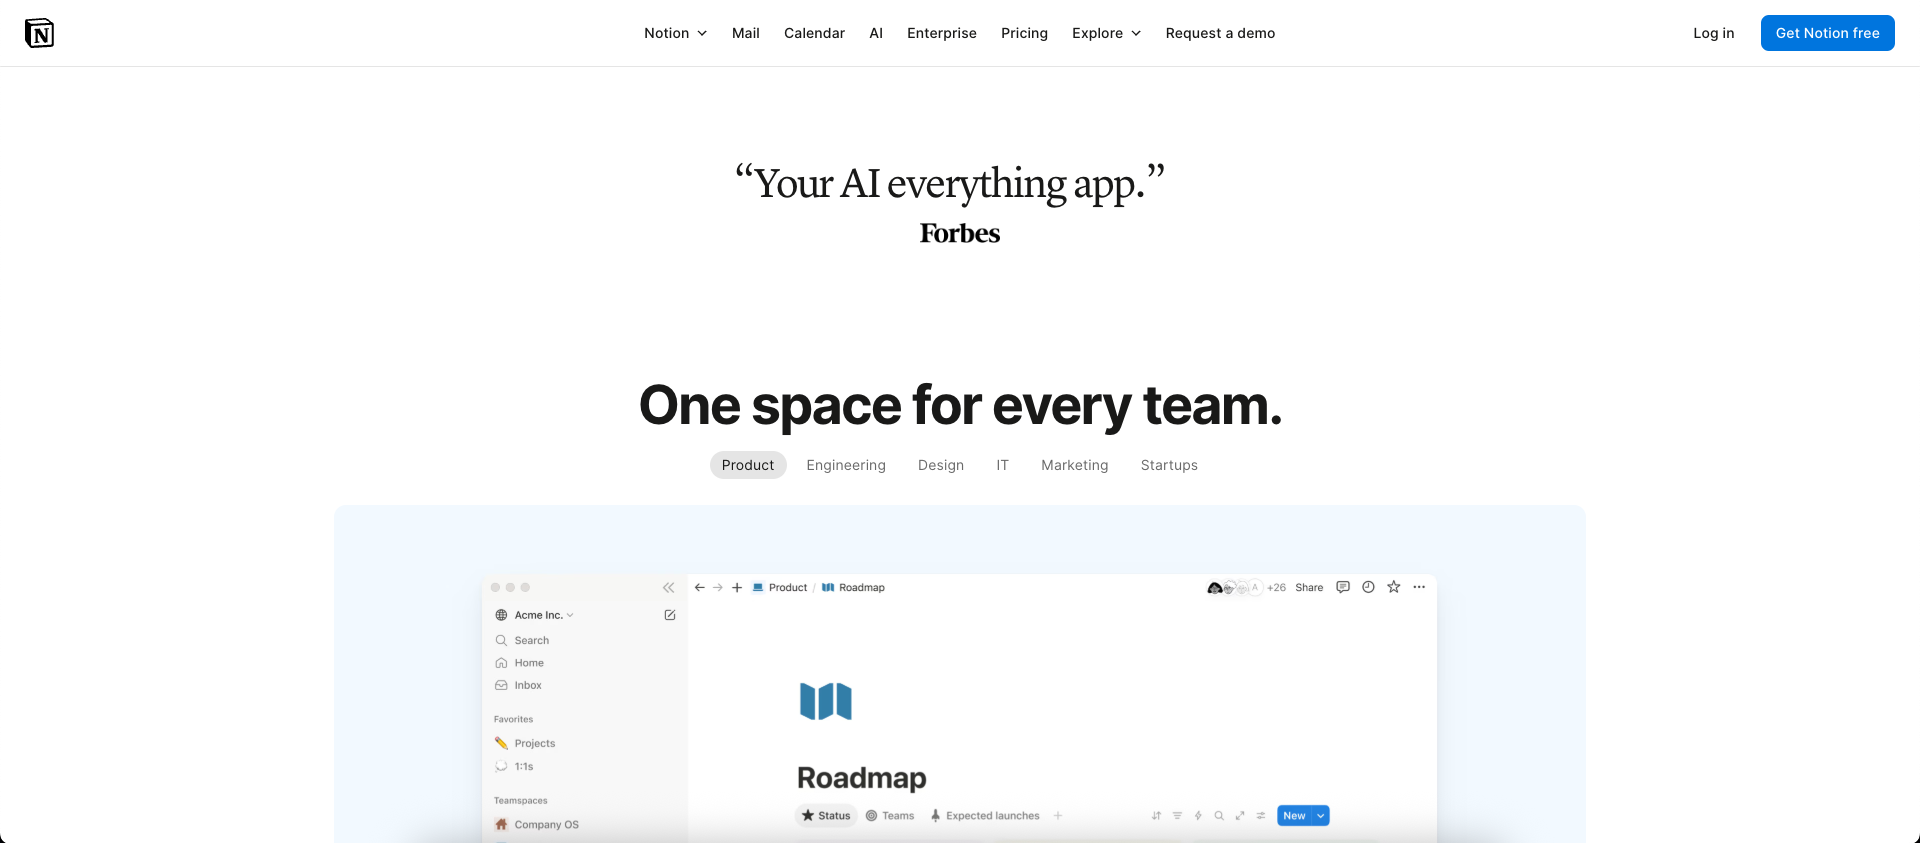 N
Notion Mail Calendar AI Enterprise Pricing Explore Request a demo Log in Get Notion free
“Your AI everything app.”
Forbes
One space for every team.
Product Engineering Design IT Marketing Startups
Product / Roadmap A +26 Share
Acme Inc.
Search
Home
Inbox
Favorites
Projects
1:1s
Teamspaces
Company OS
Roadmap
Status Teams Expected launches New